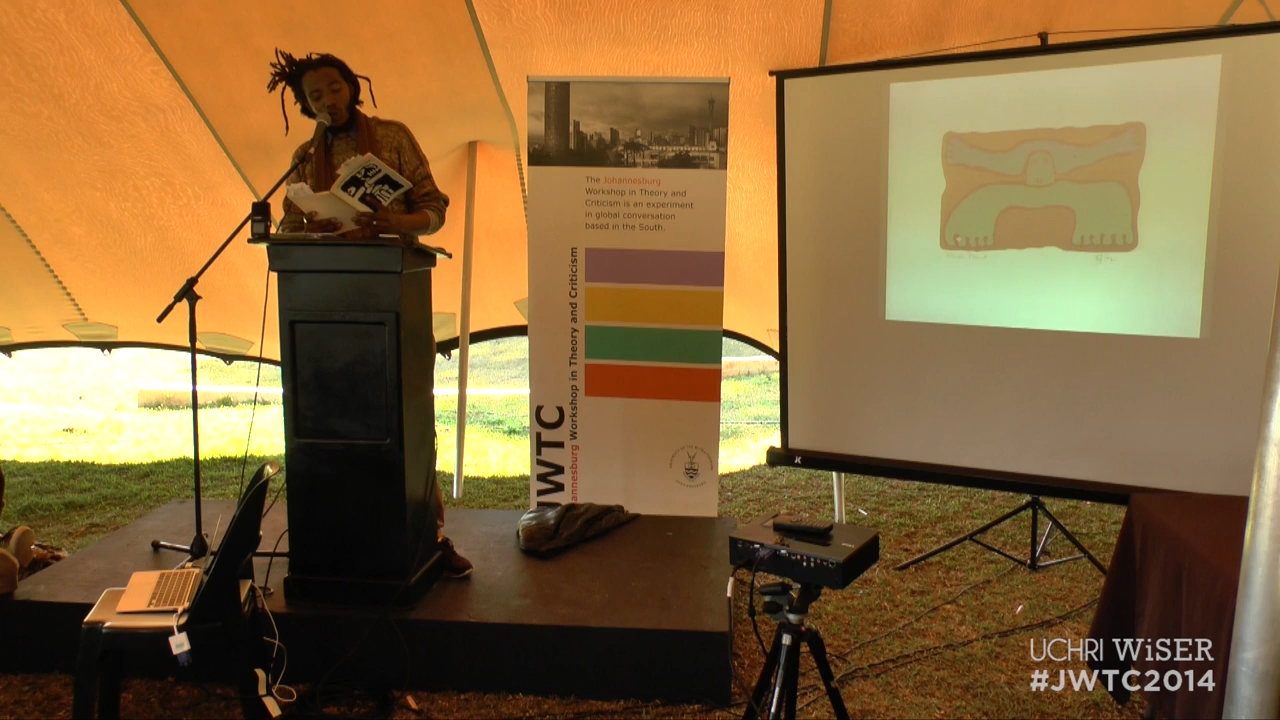 The Johannesburg
Workshop in Theory and
Criticism is an experiment
in global conversation
based in the South.
JWTC
Johannesburg Workshop in Theory and Criticism
UCHRI WiSER
#JWTC2014